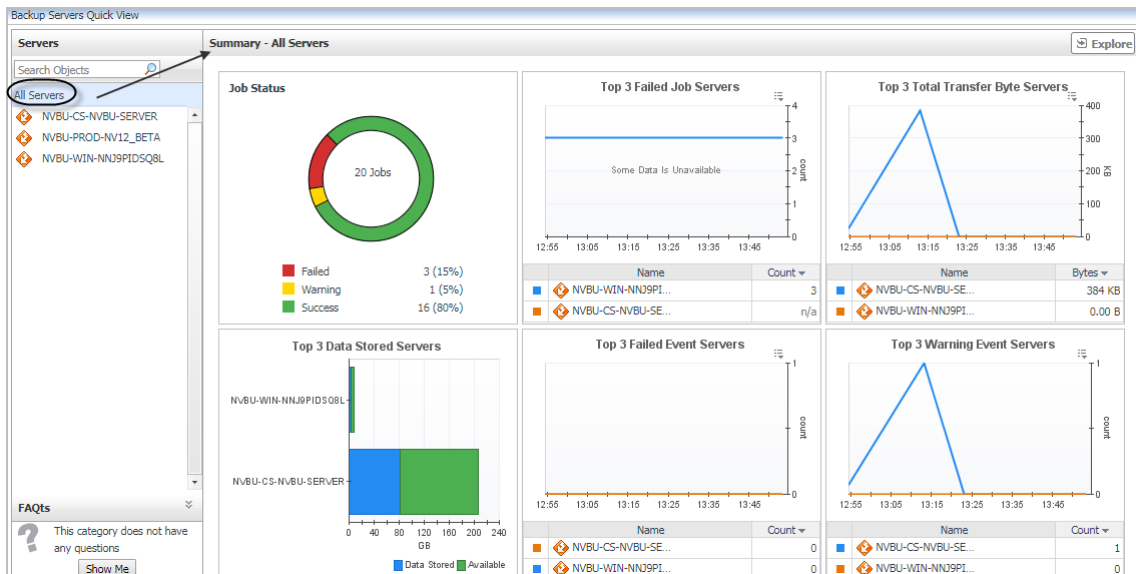 Backup Servers Quick View
Servers
Search Objects
All Servers
NVBU-CS-NVBU-SERVER
NVBU-PROD-NV12_BETA
NVBU-WIN-NNJ9PIDSQ8L
FAQts
This category does not have
any questions
Show Me
Summary - All Servers
Explore
Job Status
20 Jobs
Failed 3 (15%)
Warning 1 (5%)
Success 16 (80%)
Top 3 Failed Job Servers
4
3
2
1
0
count
Some Data Is Unavailable
12:55 13:05 13:15 13:25 13:35 13:45
Name Count
NVBU-WIN-NNJ9PI... 3
NVBU-CS-NVBU-SE... n/a
Top 3 Total Transfer Byte Servers
400
300
200
100
0
KB
12:55 13:05 13:15 13:25 13:35 13:45
Name Bytes
NVBU-CS-NVBU-SE... 384 KB
NVBU-WIN-NNJ9PI... 0.00 B
Top 3 Data Stored Servers
NVBU-WIN-NNJ9PIDSQ8L
NVBU-CS-NVBU-SERVER
0 40 80 120 160 200 240
GB
Data Stored Available
Top 3 Failed Event Servers
1
0
count
12:55 13:05 13:15 13:25 13:35 13:45
Name Count
NVBU-CS-NVBU-SE... 0
NVBU-WIN-NNJ9PI... 0
Top 3 Warning Event Servers
1
0
count
12:55 13:05 13:15 13:25 13:35 13:45
Name Count
NVBU-CS-NVBU-SE... 1
NVBU-WIN-NNJ9PI... 0